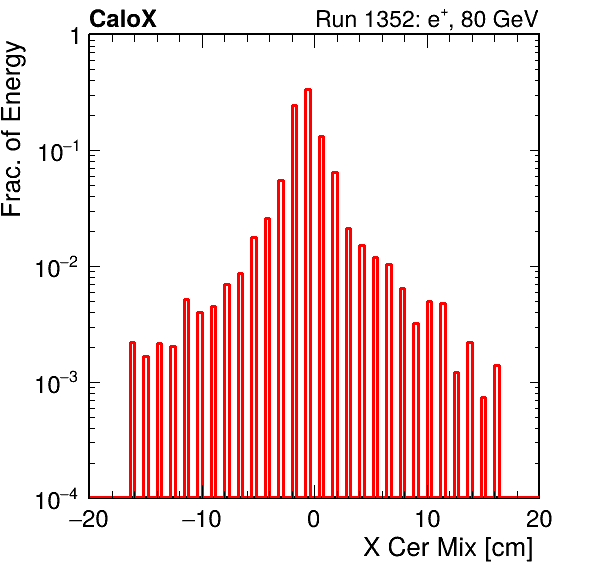 CaloX
Run 1352: e⁺, 80 GeV
Frac. of Energy
1
10⁻¹
10⁻²
10⁻³
10⁻⁴
−20
−10
0
10
20
X Cer Mix [cm]